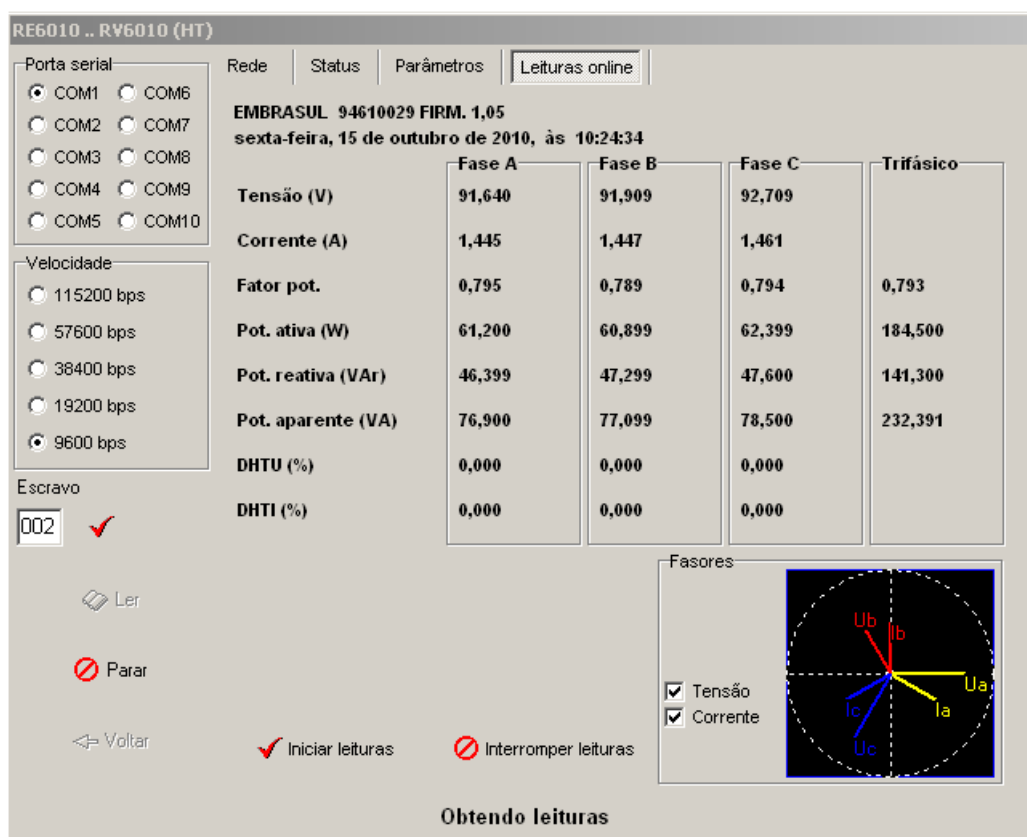 RE6010 .. RV6010 (HT)
Porta serial
COM1 COM6
COM2 COM7
COM3 COM8
COM4 COM9
COM5 COM10
Velocidade
115200 bps
57600 bps
38400 bps
19200 bps
9600 bps
Escravo
002
Ler
Parar
Voltar
Rede Status Parâmetros Leituras online
EMBRASUL 94610029 FIRM. 1,05
sexta-feira, 15 de outubro de 2010, às 10:24:34
Fase A Fase B Fase C Trifásico
Tensão (V) 91,640 91,909 92,709
Corrente (A) 1,445 1,447 1,461
Fator pot. 0,795 0,789 0,794 0,793
Pot. ativa (W) 61,200 60,899 62,399 184,500
Pot. reativa (VAr) 46,399 47,299 47,600 141,300
Pot. aparente (VA) 76,900 77,099 78,500 232,391
DHTU (%) 0,000 0,000 0,000
DHTI (%) 0,000 0,000 0,000
Fasores
Tensão
Corrente
Ub Ib
Ua
Ic Ia
Uc
Iniciar leituras Interromper leituras
Obtendo leituras